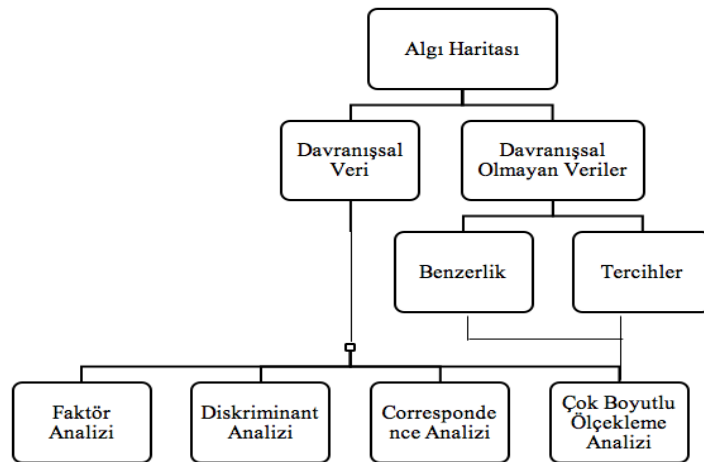 Algı Haritası
Davranışsal
Veri
Davranışsal
Olmayan Veriler
Benzerlik
Tercihler
Faktör
Analizi
Diskriminant
Analizi
Corresponde
nce Analizi
Çok Boyutlu
Ölçekleme
Analizi